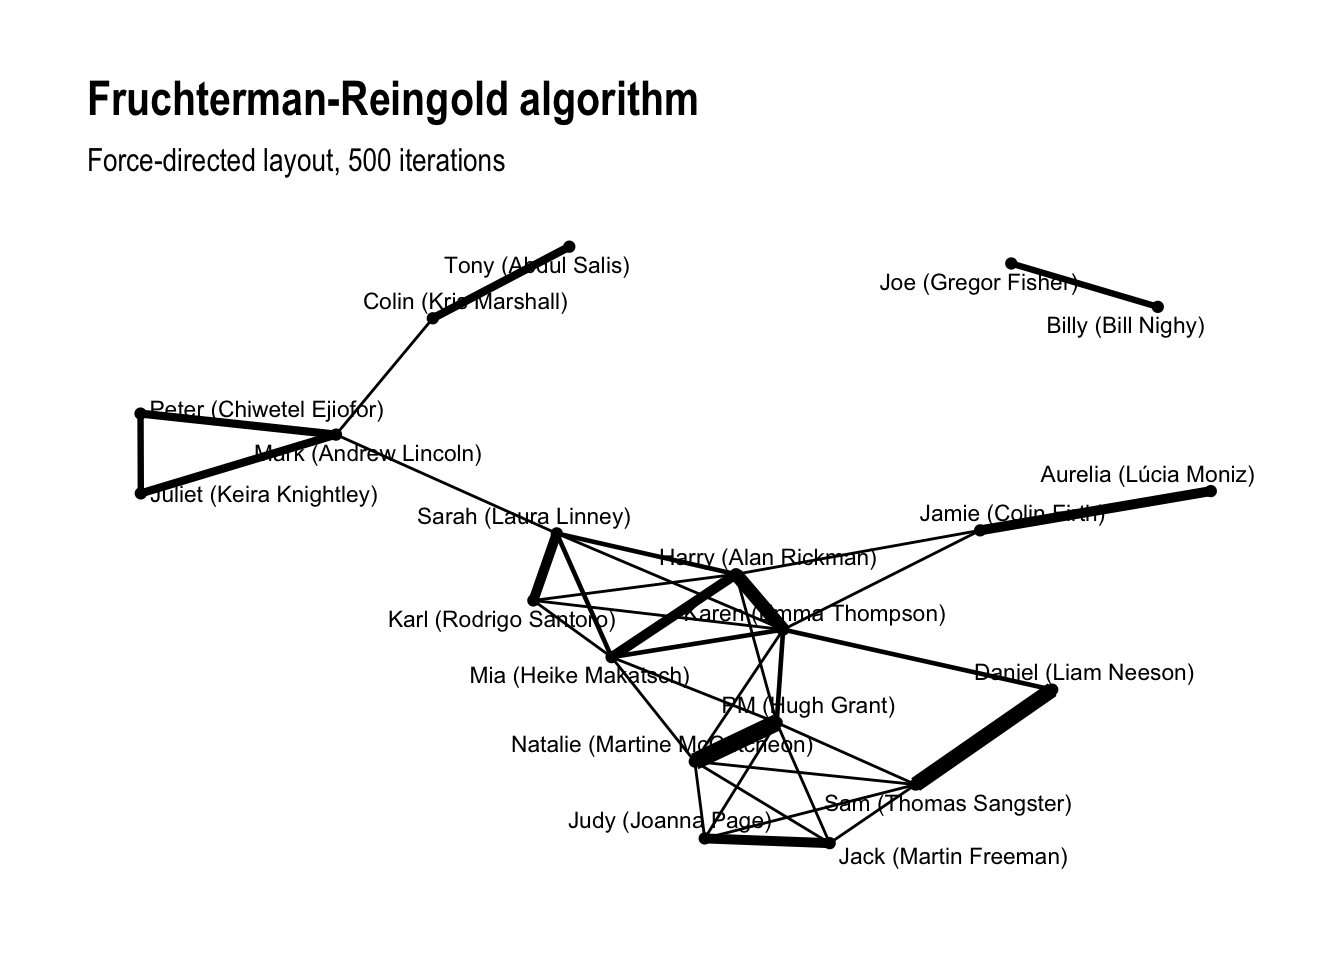 Fruchterman-Reingold algorithm
Force-directed layout, 500 iterations
Tony (Abdul Salis)
Joe (Gregor Fisher)
Colin (Kris Marshall)
Billy (Bill Nighy)
Peter (Chiwetel Ejiofor)
Mark (Andrew Lincoln)
Aurelia (Lúcia Moniz)
Juliet (Keira Knightley)
Sarah (Laura Linney)
Jamie (Colin Firth)
Harry (Alan Rickman)
Karl (Rodrigo Santoro)
Karen (Emma Thompson)
Mia (Heike Makatsch)
Daniel (Liam Neeson)
PM (Hugh Grant)
Natalie (Martine McCutcheon)
Sam (Thomas Sangster)
Judy (Joanna Page)
Jack (Martin Freeman)